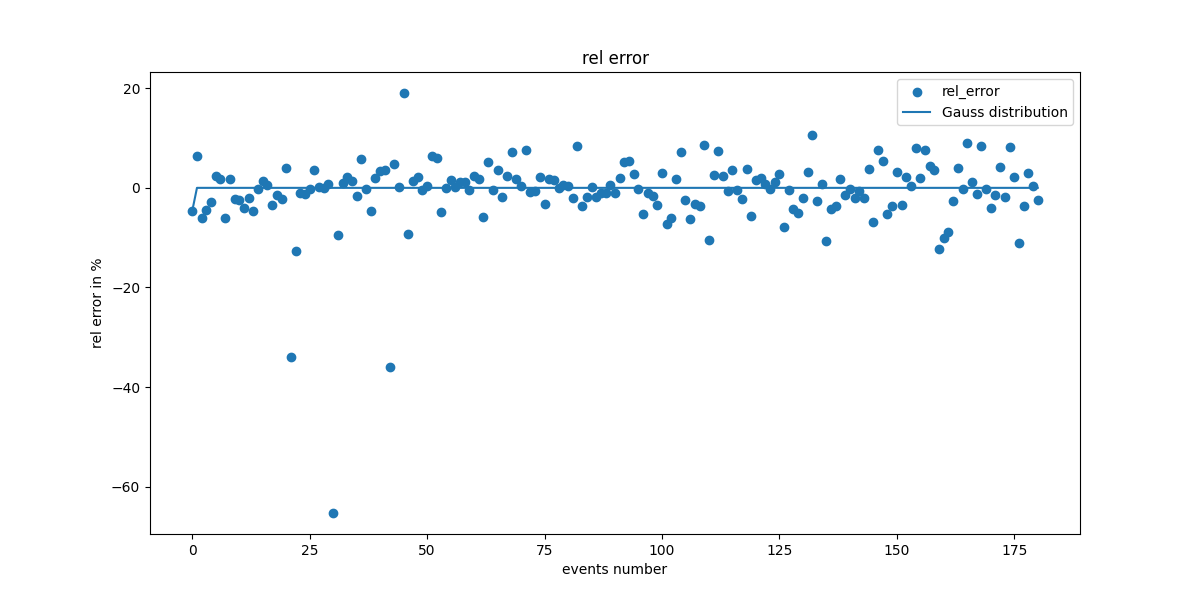 rel error
rel_error
Gauss distribution
rel error in %
20
0
−20
−40
−60
0
25
50
75
100
125
150
175
events number